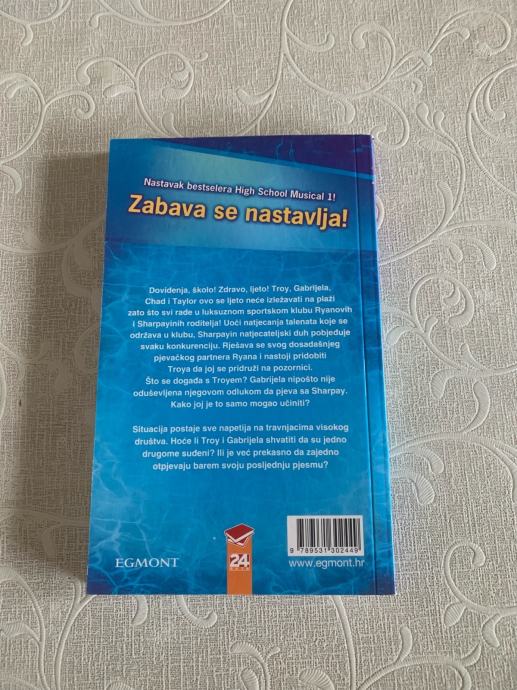 Nastavak bestselera High School Musical 1!
Zabava se nastavlja!
Doviđenja, školo! Zdravo, ljeto! Troy, Gabrijela,
Chad i Taylor ovo se ljeto neće izležavati na plaži
zato što svi rade u luksuznom sportskom klubu Ryanovih
i Sharpayinih roditelja! Uoči natjecanja talenata koje se
održava u klubu, Sharpayin natjecateljski duh pobjeđuje
svaku konkurenciju. Rješava se svog dosadašnjeg
pjevačkog partnera Ryana i nastoji pridobiti
Troya da joj se pridruži na pozornici.
Što se događa s Troyem? Gabrijela nipošto nije
oduševljena njegovom odlukom da pjeva sa Sharpay.
Kako joj je to samo mogao učiniti?
Situacija postaje sve napetija na travnjacima visokog
društva. Hoće li Troy i Gabrijela shvatiti da su jedno
drugome suđeni? Ili je već prekasno da zajedno
otpjevaju barem svoju posljednju pjesmu?
EGMONT
24
9 789531 302449
www.egmont.hr